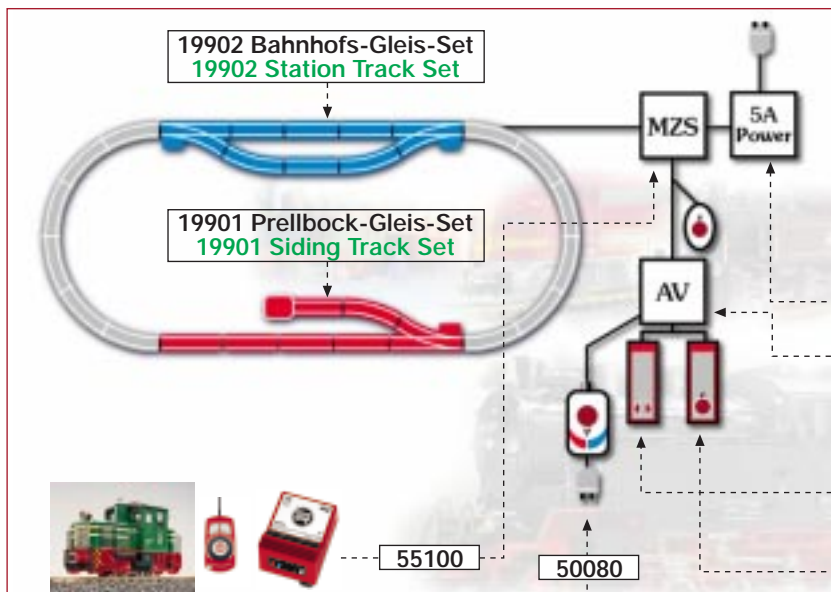 19902 Bahnhofs-Gleis-Set
19902 Station Track Set
MZS
5A
Power
19901 Prellbock-Gleis-Set
19901 Siding Track Set
AV
55100
50080